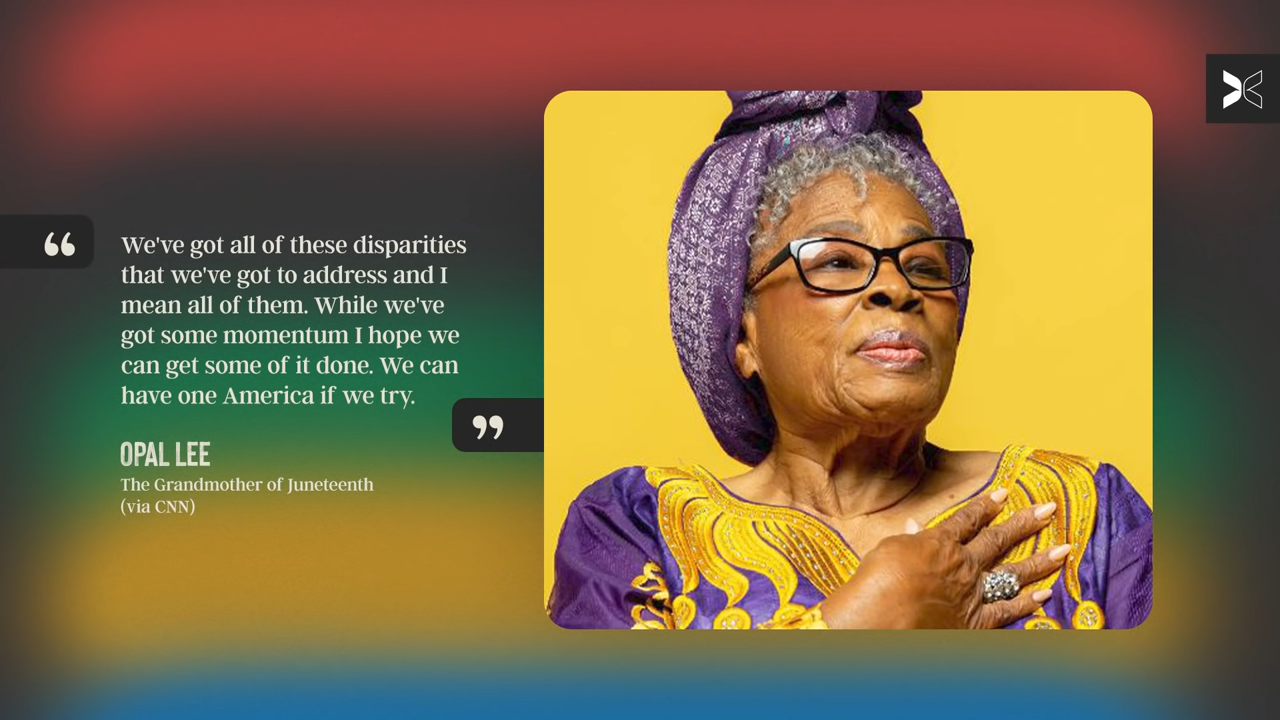 “
We've got all of these disparities
that we've got to address and I
mean all of them. While we've
got some momentum I hope we
can get some of it done. We can
have one America if we try.
”
OPAL LEE
The Grandmother of Juneteenth
(via CNN)